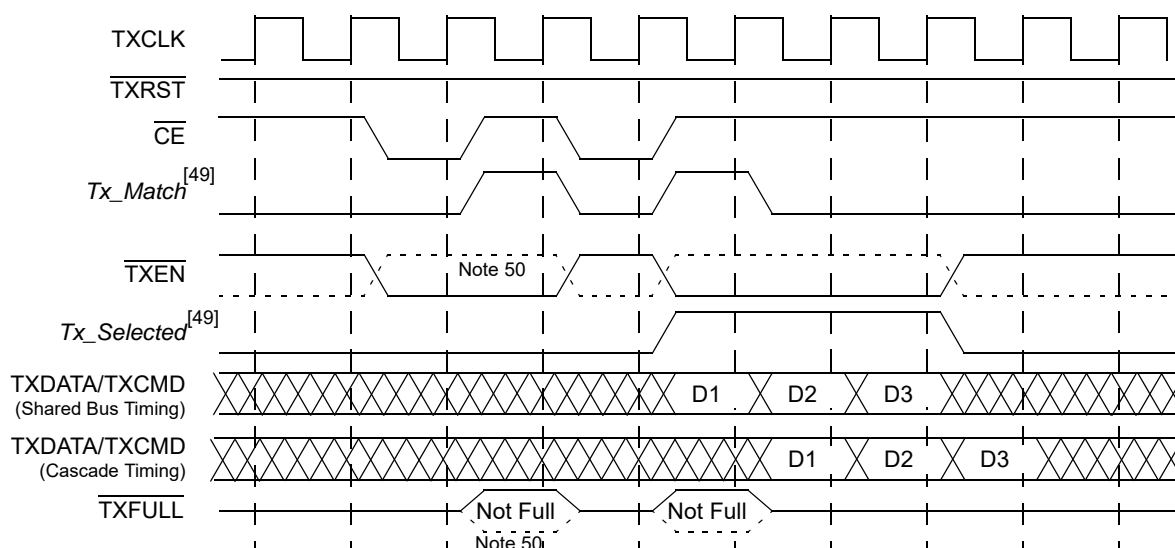 TXCLK
TXRST
CE
Tx_Match[49]
TXEN
Note 50
Tx_Selected[49]
TXDATA/TXCMD
(Shared Bus Timing)
D1 D2 D3
TXDATA/TXCMD
(Cascade Timing)
D1 D2 D3
TXFULL
Not Full Not Full
Note 50